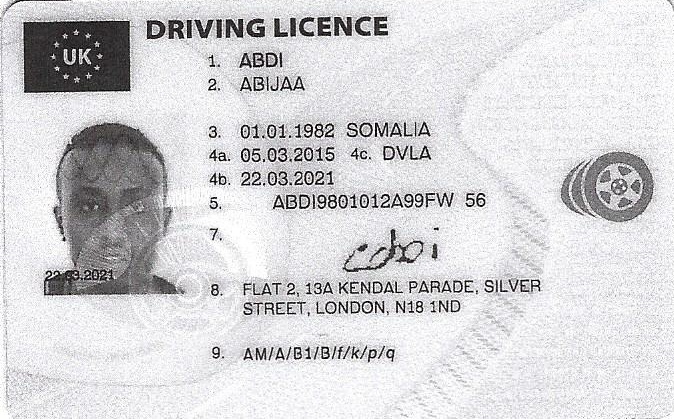 UK
DRIVING LICENCE
1. ABDI
2. ABIJAA
3. 01.01.1982 SOMALIA
4a. 05.03.2015 4c. DVLA
4b. 22.03.2021
5. ABDI9801012A99FW 56
7. abdi
22.03.2021
8. FLAT 2, 13A KENDAL PARADE, SILVER
STREET, LONDON, N18 1ND
9. AM/A/B1/B/f/k/p/q